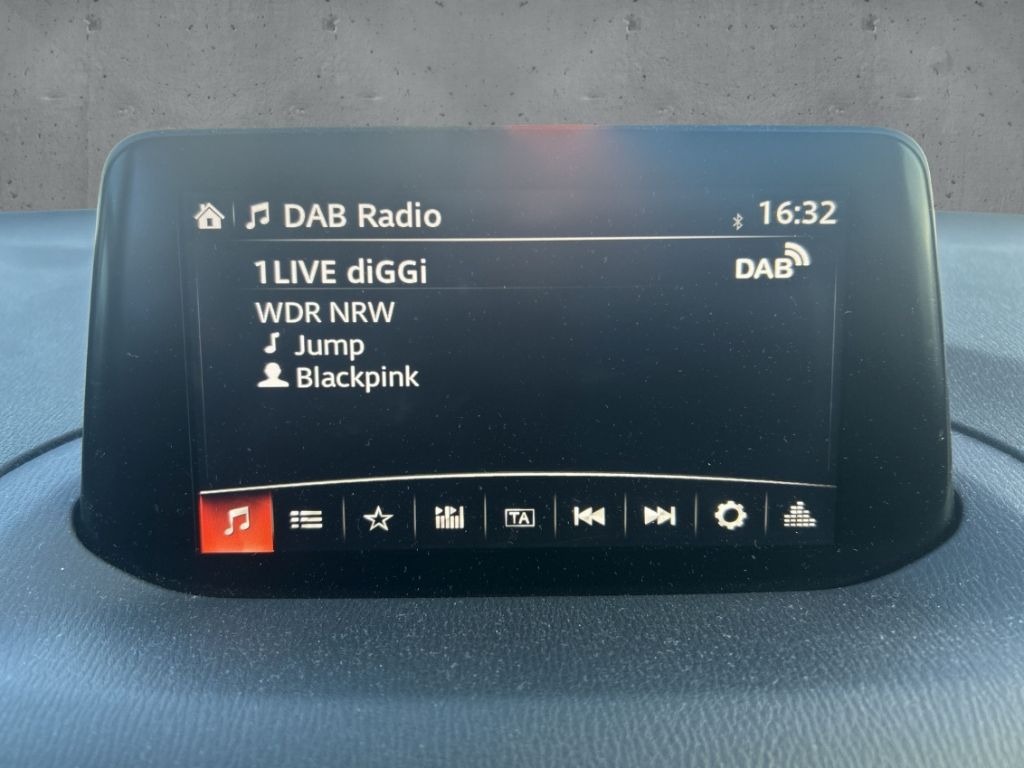 DAB Radio
16:32
1LIVE diGGi
DAB
WDR NRW
Jump
Blackpink
TA